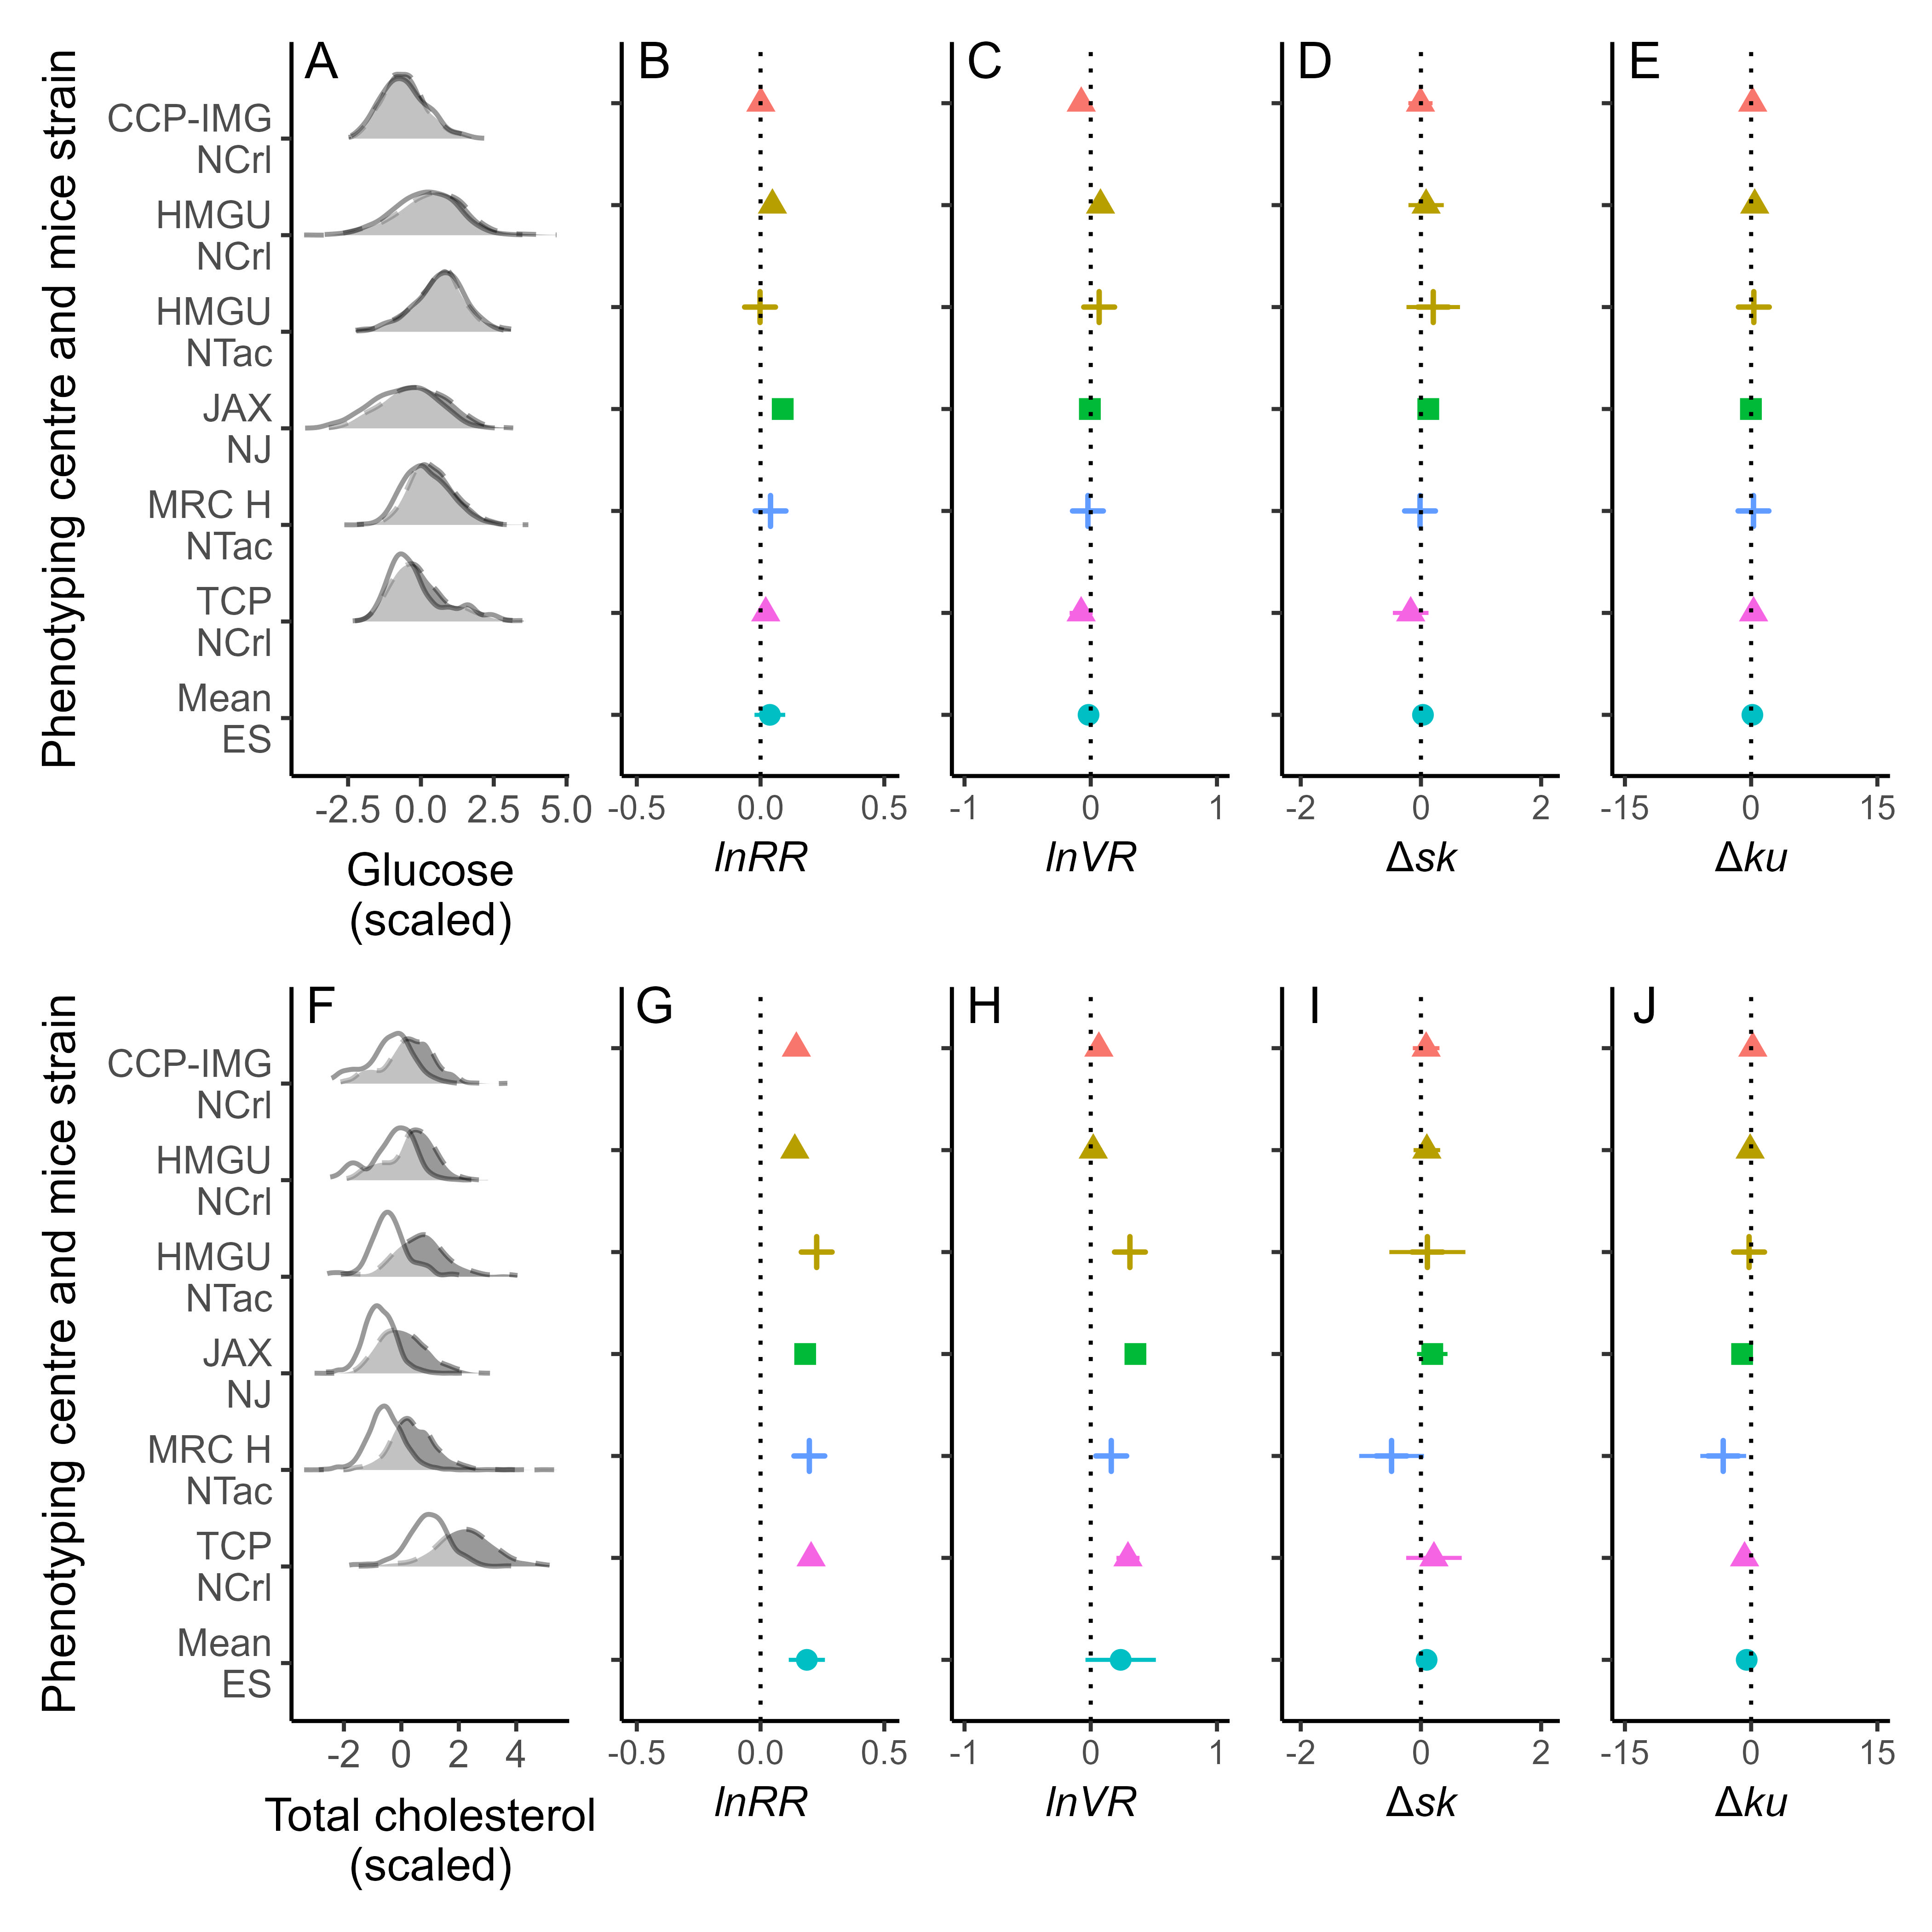 Phenotyping centre and mice strain
A
B
C
D
E
CCP-IMG
NCrl
HMGU
NCrl
HMGU
NTac
JAX
NJ
MRC H
NTac
TCP
NCrl
Mean
ES
-2.5 0.0 2.5 5.0
-0.5 0.0 0.5
-1 0 1
-2 0 2
-15 0 15
Glucose
(scaled)
lnRR
lnVR
Δsk
Δku
Phenotyping centre and mice strain
F
G
H
I
J
CCP-IMG
NCrl
HMGU
NCrl
HMGU
NTac
JAX
NJ
MRC H
NTac
TCP
NCrl
Mean
ES
-2 0 2 4
-0.5 0.0 0.5
-1 0 1
-2 0 2
-15 0 15
Total cholesterol
(scaled)
lnRR
lnVR
Δsk
Δku